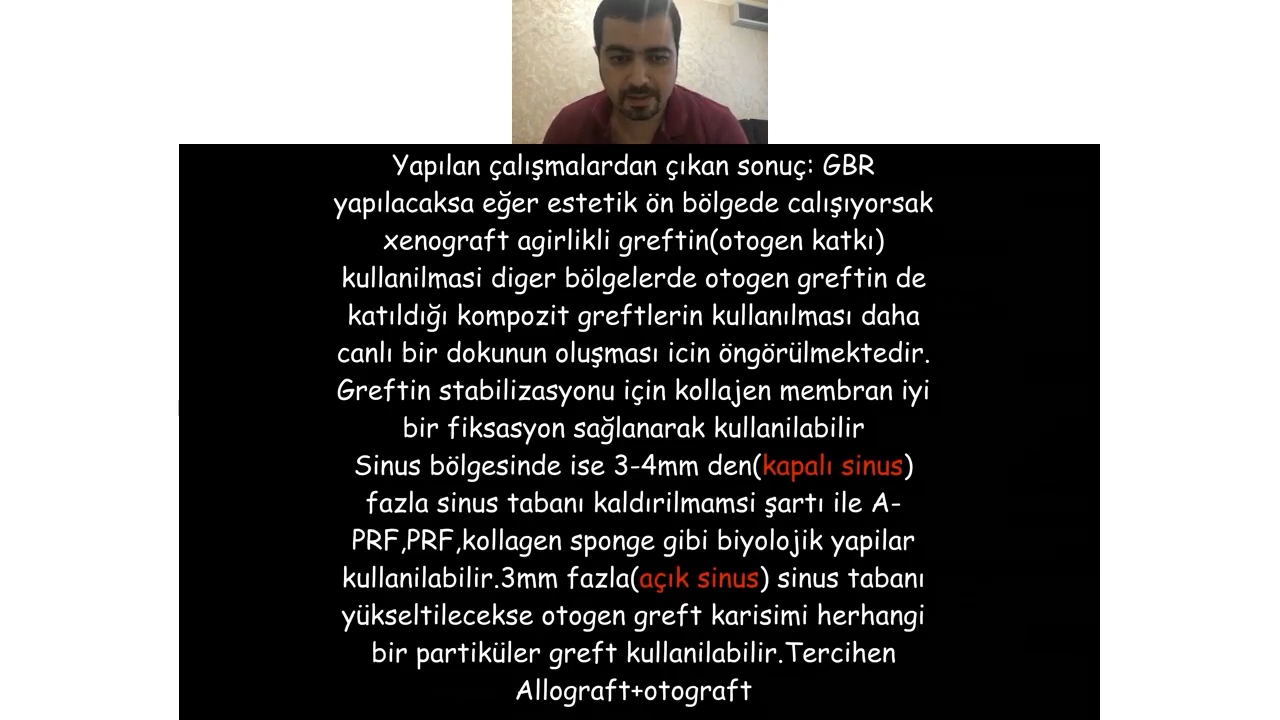 Yapılan çalışmalardan çıkan sonuç: GBR
yapılacaksa eğer estetik ön bölgede calışıyorsak
xenograft agirlikli greftin(otogen katkı)
kullanilmasi diger bölgelerde otogen greftin de
katıldığı kompozit greftlerin kullanılması daha
canlı bir dokunun oluşması icin öngörülmektedir.
Greftin stabilizasyonu için kollajen membran iyi
bir fiksasyon sağlanarak kullanilabilir
Sinus bölgesinde ise 3-4mm den(kapalı sinus)
fazla sinus tabanı kaldırilmamsi şartı ile A-
PRF,PRF,kollagen sponge gibi biyolojik yapilar
kullanilabilir.3mm fazla(açık sinus) sinus tabanı
yükseltilecekse otogen greft karisimi herhangi
bir partiküler greft kullanilabilir.Tercihen
Allograft+otograft